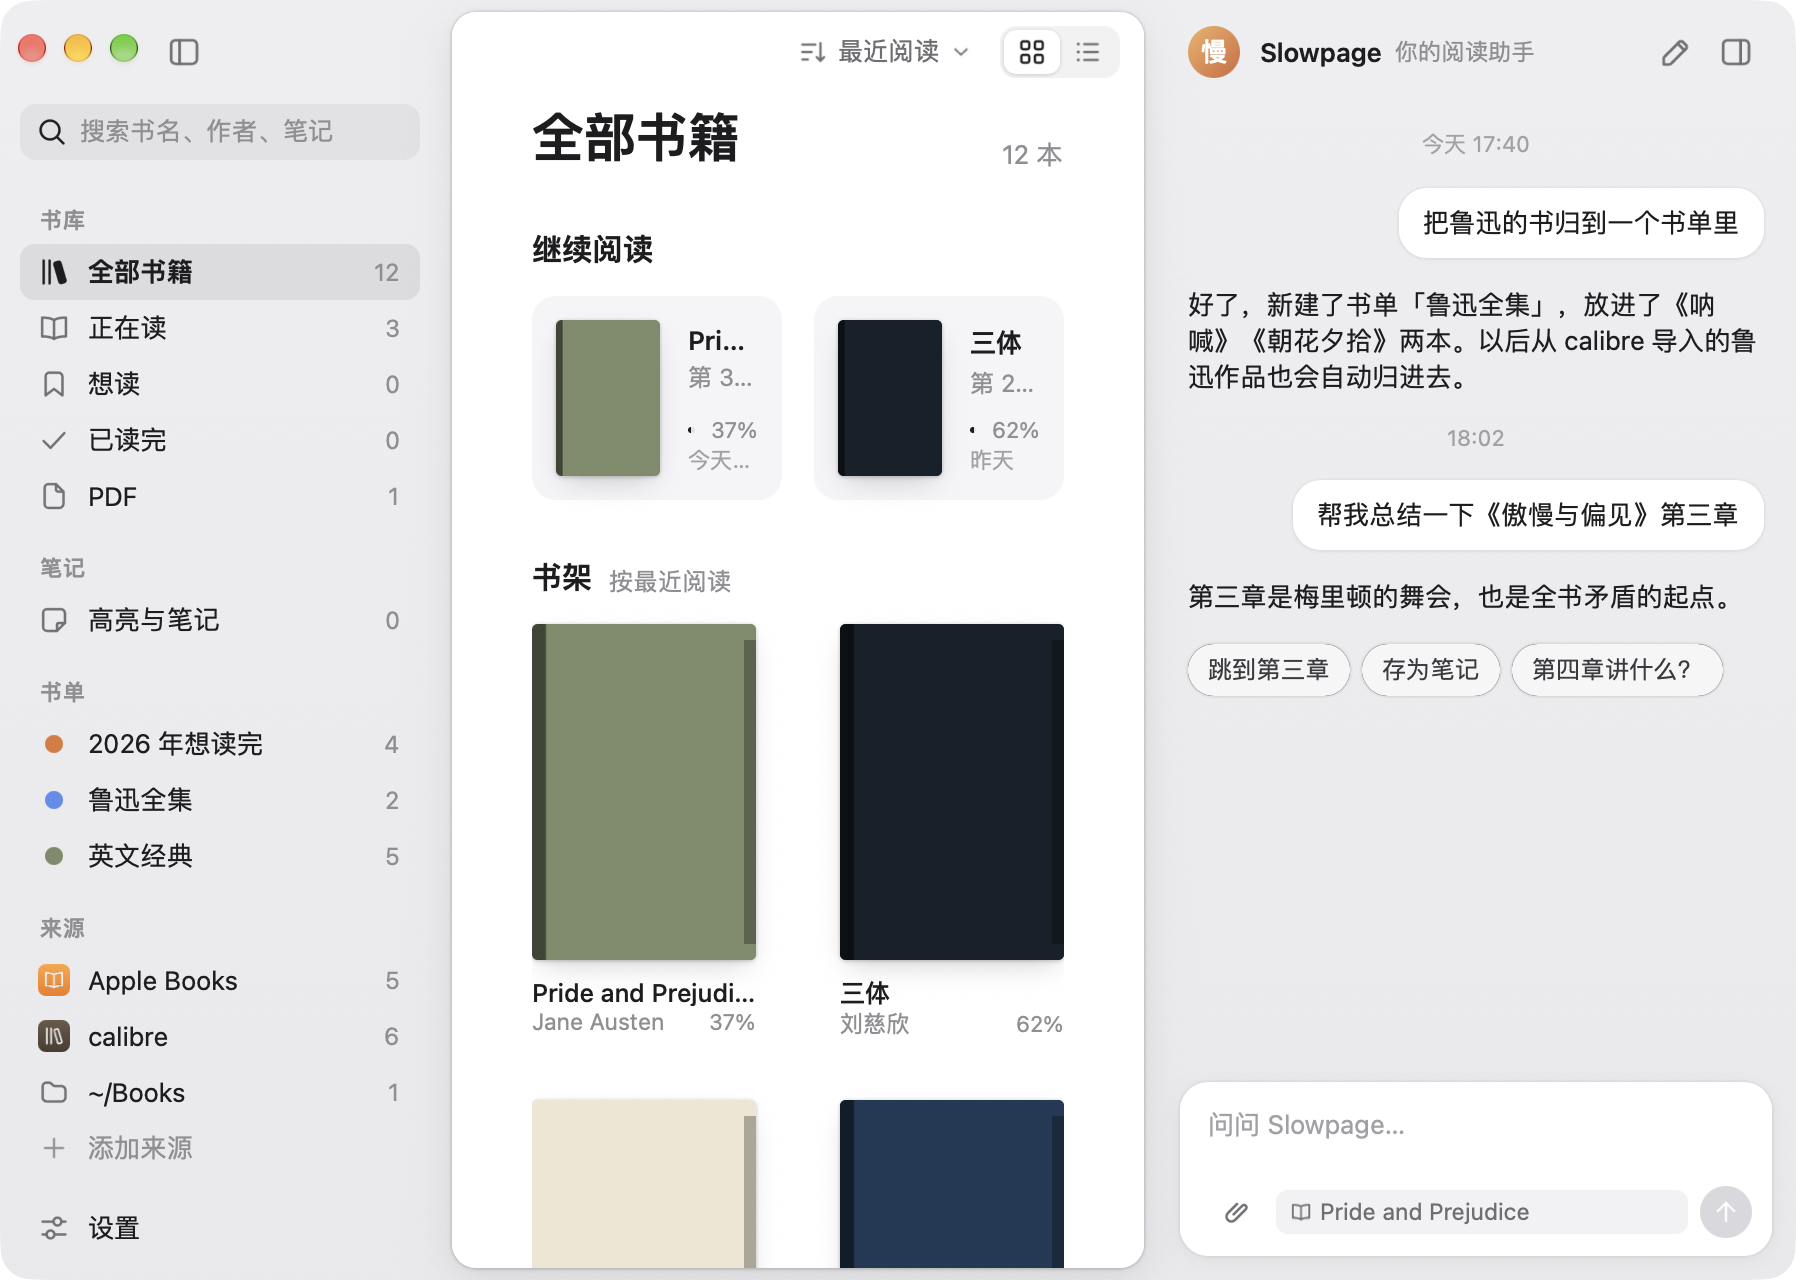 搜索书名、作者、笔记
书库
全部书籍 12
正在读 3
想读 0
已读完 0
PDF 1
笔记
高亮与笔记 0
书单
2026 年想读完 4
鲁迅全集 2
英文经典 5
来源
Apple Books 5
calibre 6
~/Books 1
添加来源
设置
最近阅读
全部书籍
12 本
继续阅读
Pri...
第 3...
37%
今天...
三体
第 2...
62%
昨天
书架 按最近阅读
Pride and Prejudi...
Jane Austen 37%
三体
刘慈欣 62%
慢 Slowpage 你的阅读助手
今天 17:40
把鲁迅的书归到一个书单里
好了，新建了书单「鲁迅全集」，放进了《呐
喊》《朝花夕拾》两本。以后从 calibre 导入的鲁
迅作品也会自动归进去。
18:02
帮我总结一下《傲慢与偏见》第三章
第三章是梅里顿的舞会，也是全书矛盾的起点。
跳到第三章 存为笔记 第四章讲什么？
问问 Slowpage...
Pride and Prejudice